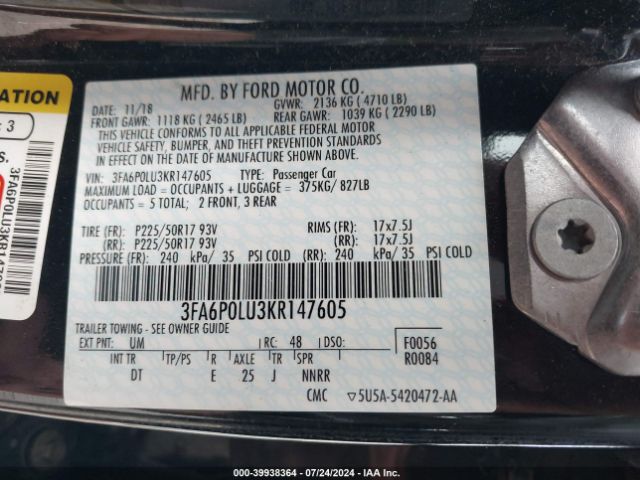 MFD. BY FORD MOTOR CO.
DATE: 11/18 GVWR: 2136 KG ( 4710 LB)
FRONT GAWR: 1118 KG ( 2465 LB) REAR GAWR: 1039 KG ( 2290 LB)
THIS VEHICLE CONFORMS TO ALL APPLICABLE FEDERAL MOTOR
VEHICLE SAFETY, BUMPER, AND THEFT PREVENTION STANDARDS
IN EFFECT ON THE DATE OF MANUFACTURE SHOWN ABOVE.
VIN: 3FA6P0LU3KR147605 TYPE: Passenger Car
MAXIMUM LOAD = OCCUPANTS + LUGGAGE = 375KG/ 827LB
OCCUPANTS = 5 TOTAL; 2 FRONT, 3 REAR
TIRE (FR): P225/50R17 93V RIMS (FR): 17x7.5J
(RR): P225/50R17 93V (RR): 17x7.5J
PRESSURE (FR): 240 kPa/ 35 PSI COLD (RR): 240 kPa/ 35 PSI COLD
3FA6P0LU3KR147605
TRAILER TOWING - SEE OWNER GUIDE
EXT PNT: UM RC: 48 DSO: F0056
R0084
INT TR TP/PS R AXLE TR SPR
DT E 25 J NNRR
CMC ▽5U5A-5420472-AA
ATION
: 3
S.
000-39938364 | 07/24/2024 | IAA Inc.